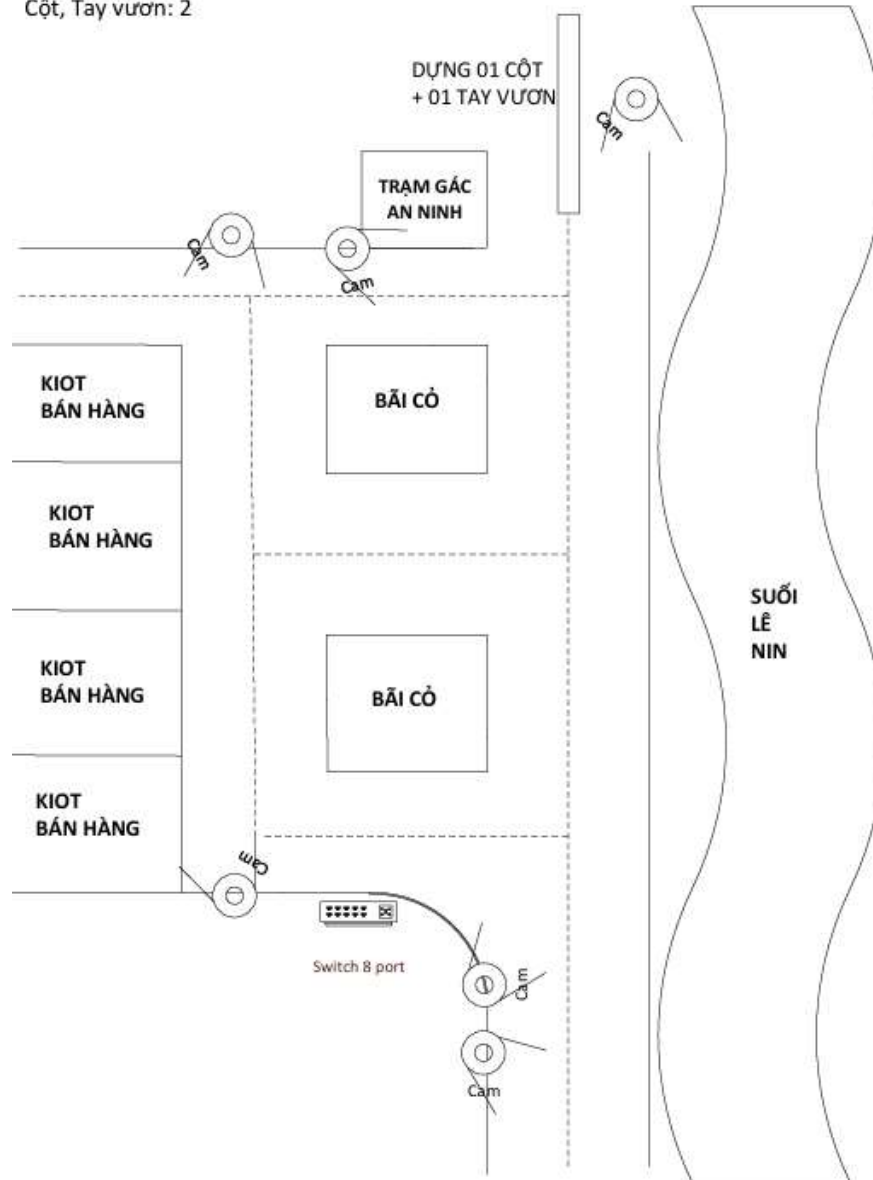 Cột, Tay vươn: 2
DỰNG 01 CỘT
+ 01 TAY VƯƠN
Cam
TRẠM GÁC
AN NINH
Cam
Cam
KIOT
BÁN HÀNG
BÃI CỎ
KIOT
BÁN HÀNG
SUỐI
LÊ
NIN
KIOT
BÁN HÀNG
BÃI CỎ
KIOT
BÁN HÀNG
Cam
Switch 8 port
Cam
Cam